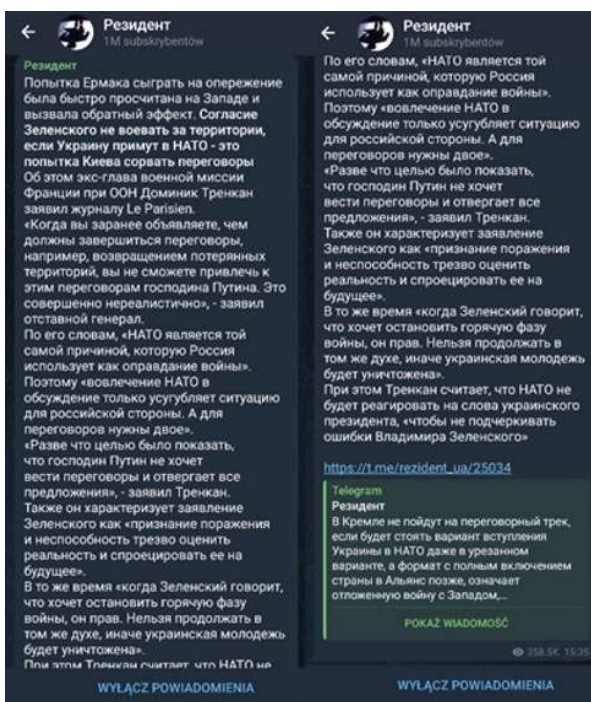 Резидент
1M subskrybentów
Резидент
Попытка Ермака сыграть на опережение
была быстро просчитана на Западе и
вызвала обратный эффект. Согласие
Зеленского не воевать за территории,
если Украину примут в НАТО - это
попытка Киева сорвать переговоры
Об этом экс-глава военной миссии
Франции при ООН Доминик Тренкан
заявил журналу Le Parisien.
«Когда вы заранее объявляете, чем
должны завершиться переговоры,
например, возвращением потерянных
территорий, вы не сможете привлечь к
этим переговорам господина Путина. Это
совершенно нереалистично», - заявил
отставной генерал.
По его словам, «НАТО является той
самой причиной, которую Россия
использует как оправдание войны».
Поэтому «вовлечение НАТО в
обсуждение только усугубляет ситуацию
для российской стороны. А для
переговоров нужны двое».
«Разве что целью было показать,
что господин Путин не хочет
вести переговоры и отвергает все
предложения», - заявил Тренкан.
Также он характеризует заявление
Зеленского как «признание поражения
и неспособность трезво оценить
реальность и спроецировать ее на
будущее».
В то же время «когда Зеленский говорит,
что хочет остановить горячую фазу
войны, он прав. Нельзя продолжать в
том же духе, иначе украинская молодежь
будет уничтожена».
При этом Тренкан считает, что НАТО не
WYŁĄCZ POWIADOMIENIA
Резидент
1M subskrybentów
По его словам, «НАТО является той
самой причиной, которую Россия
использует как оправдание войны».
Поэтому «вовлечение НАТО в
обсуждение только усугубляет ситуацию
для российской стороны. А для
переговоров нужны двое».
«Разве что целью было показать,
что господин Путин не хочет
вести переговоры и отвергает все
предложения», - заявил Тренкан.
Также он характеризует заявление
Зеленского как «признание поражения
и неспособность трезво оценить
реальность и спроецировать ее на
будущее».
В то же время «когда Зеленский говорит,
что хочет остановить горячую фазу
войны, он прав. Нельзя продолжать в
том же духе, иначе украинская молодежь
будет уничтожена».
При этом Тренкан считает, что НАТО не
будет реагировать на слова украинского
президента, «чтобы не подчеркивать
ошибки Владимира Зеленского»
https://t.me/rezident_ua/25034
Telegram
Резидент
В Кремле не пойдут на переговорный трек,
если будет стоять вариант вступления
Украины в НАТО даже в урезанном
варианте, а формат с полным включением
страны в Альянс позже, означает
отложенную войну с Западом,...
POKAŻ WIADOMOŚĆ
358.5K 15:35
WYŁĄCZ POWIADOMIENIA